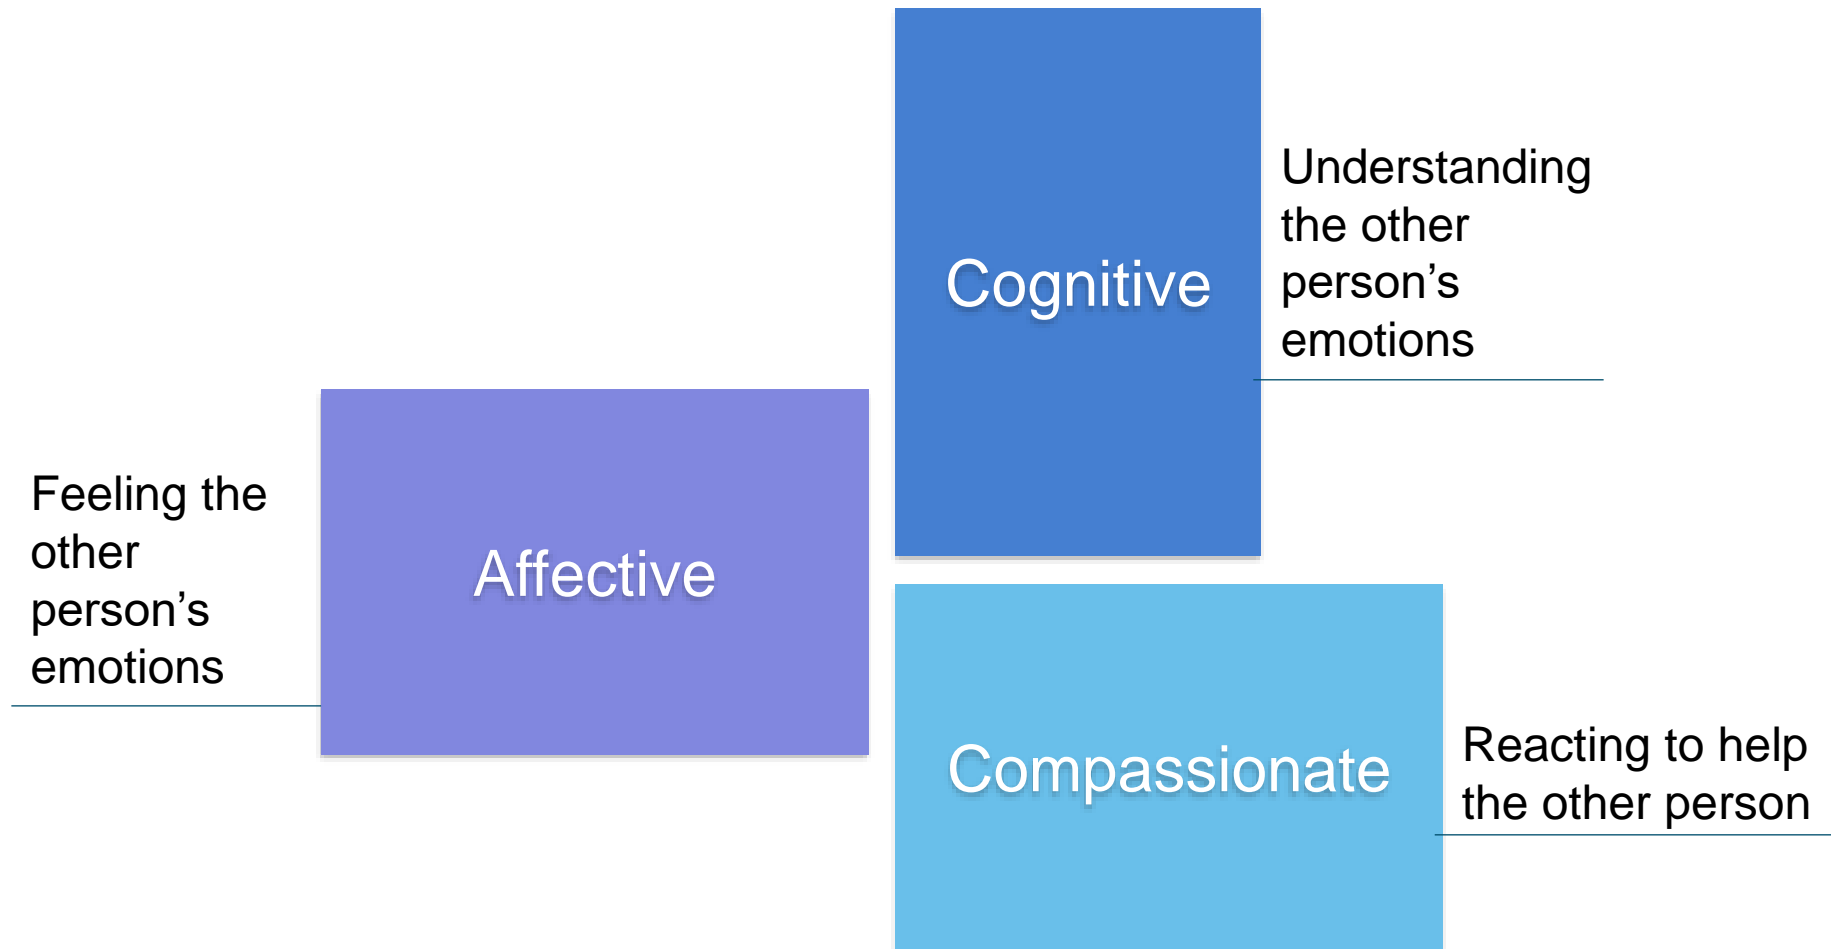 Cognitive
Understanding
the other
person’s
emotions
Affective
Feeling the
other
person’s
emotions
Compassionate
Reacting to help
the other person